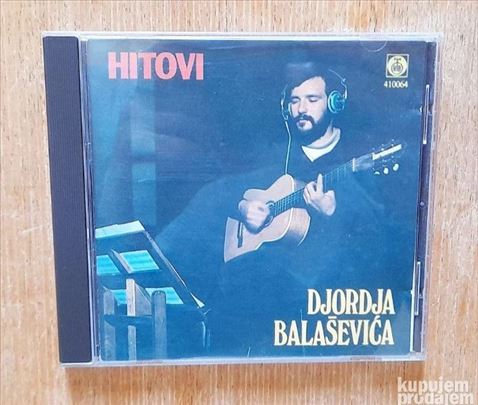 HITOVI
410064
DJORDJA
BALAŠEVIĆA
kupujem
prodajem